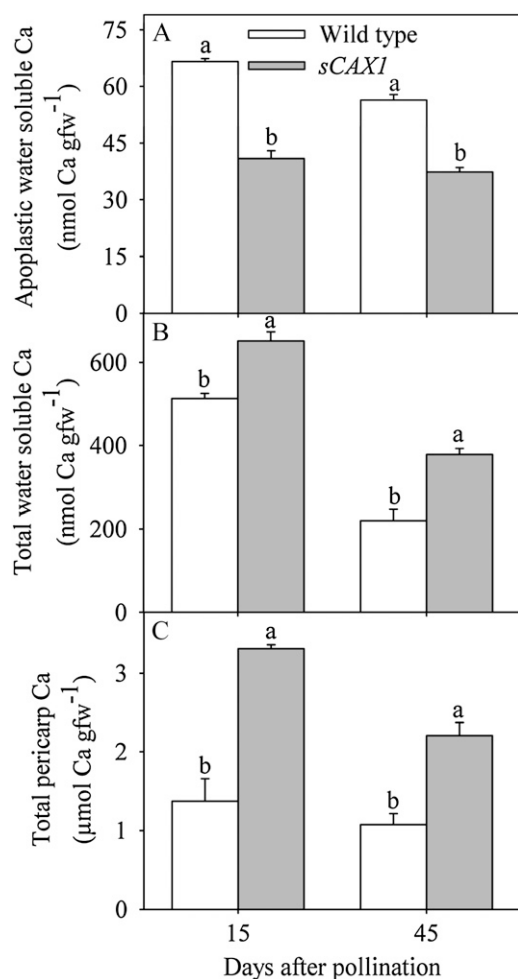 A
Wild type
sCAX1
Apoplastic water soluble Ca
(nmol Ca gfw⁻¹)
75
60
45
30
15
0
a
b
a
b
B
Total water soluble Ca
(nmol Ca gfw⁻¹)
600
400
200
0
b
a
b
a
C
Total pericarp Ca
(µmol Ca gfw⁻¹)
3
2
1
0
b
a
b
a
15 45
Days after pollination